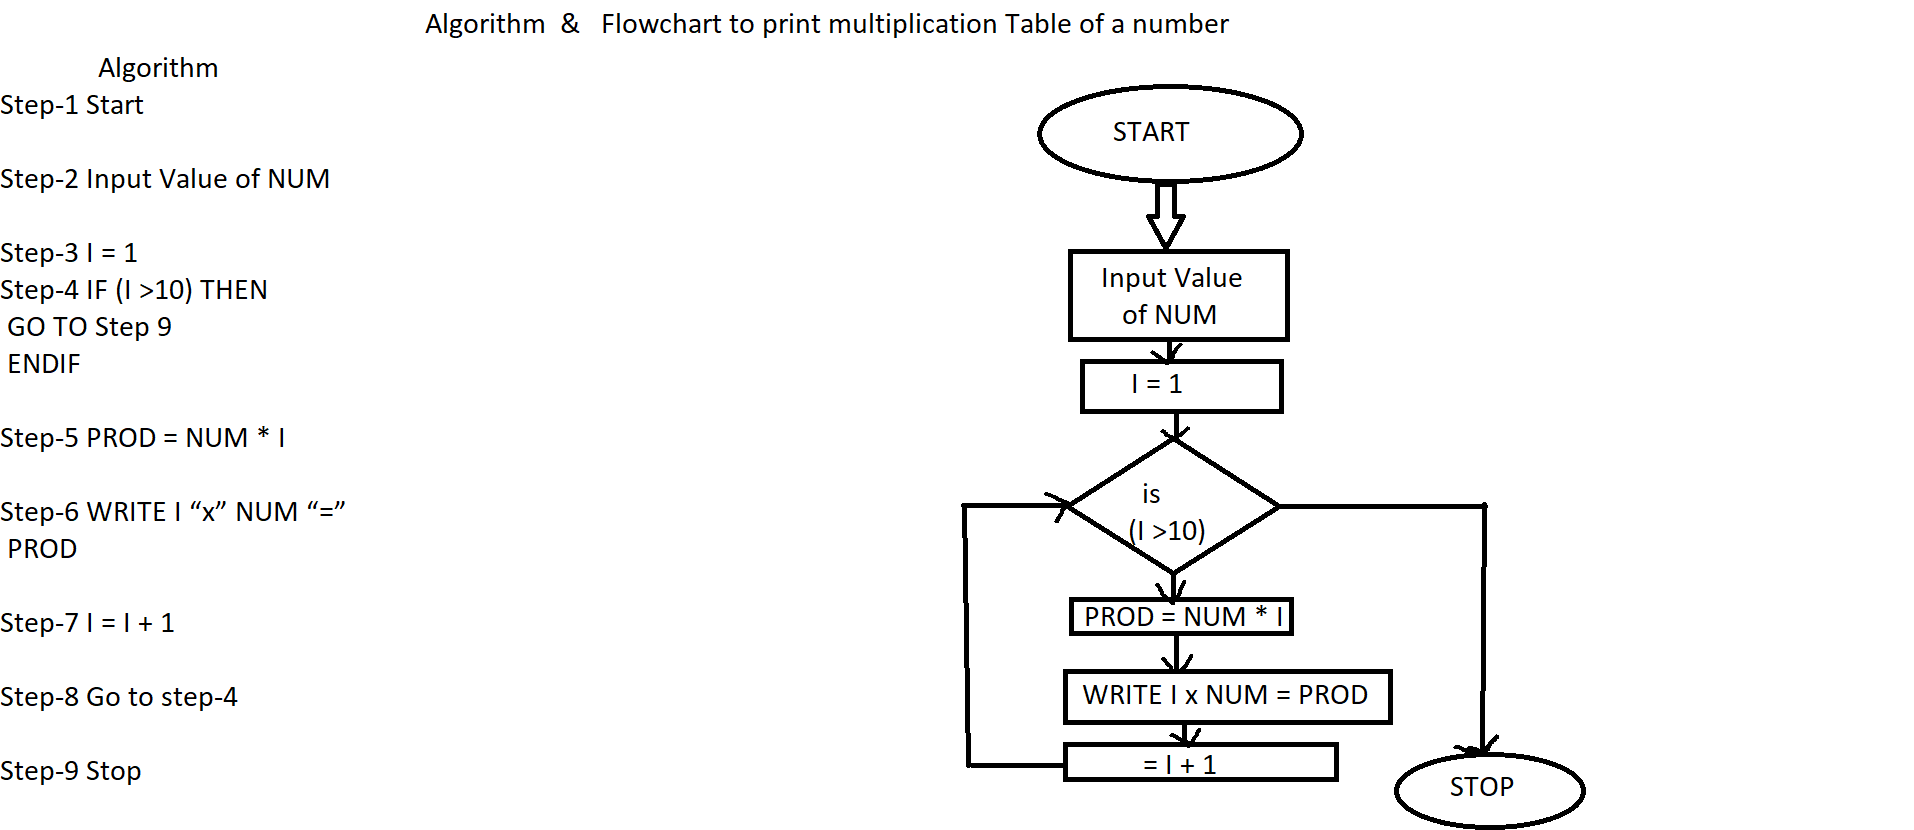 Algorithm & Flowchart to print multiplication Table of a number
Algorithm
Step-1 Start
Step-2 Input Value of NUM
Step-3 I = 1
Step-4 IF (I >10) THEN
GO TO Step 9
ENDIF
Step-5 PROD = NUM * I
Step-6 WRITE I “x” NUM “=”
PROD
Step-7 I = I + 1
Step-8 Go to step-4
Step-9 Stop
START
Input Value
of NUM
I = 1
is
(I >10)
PROD = NUM * I
WRITE I x NUM = PROD
= I + 1
STOP